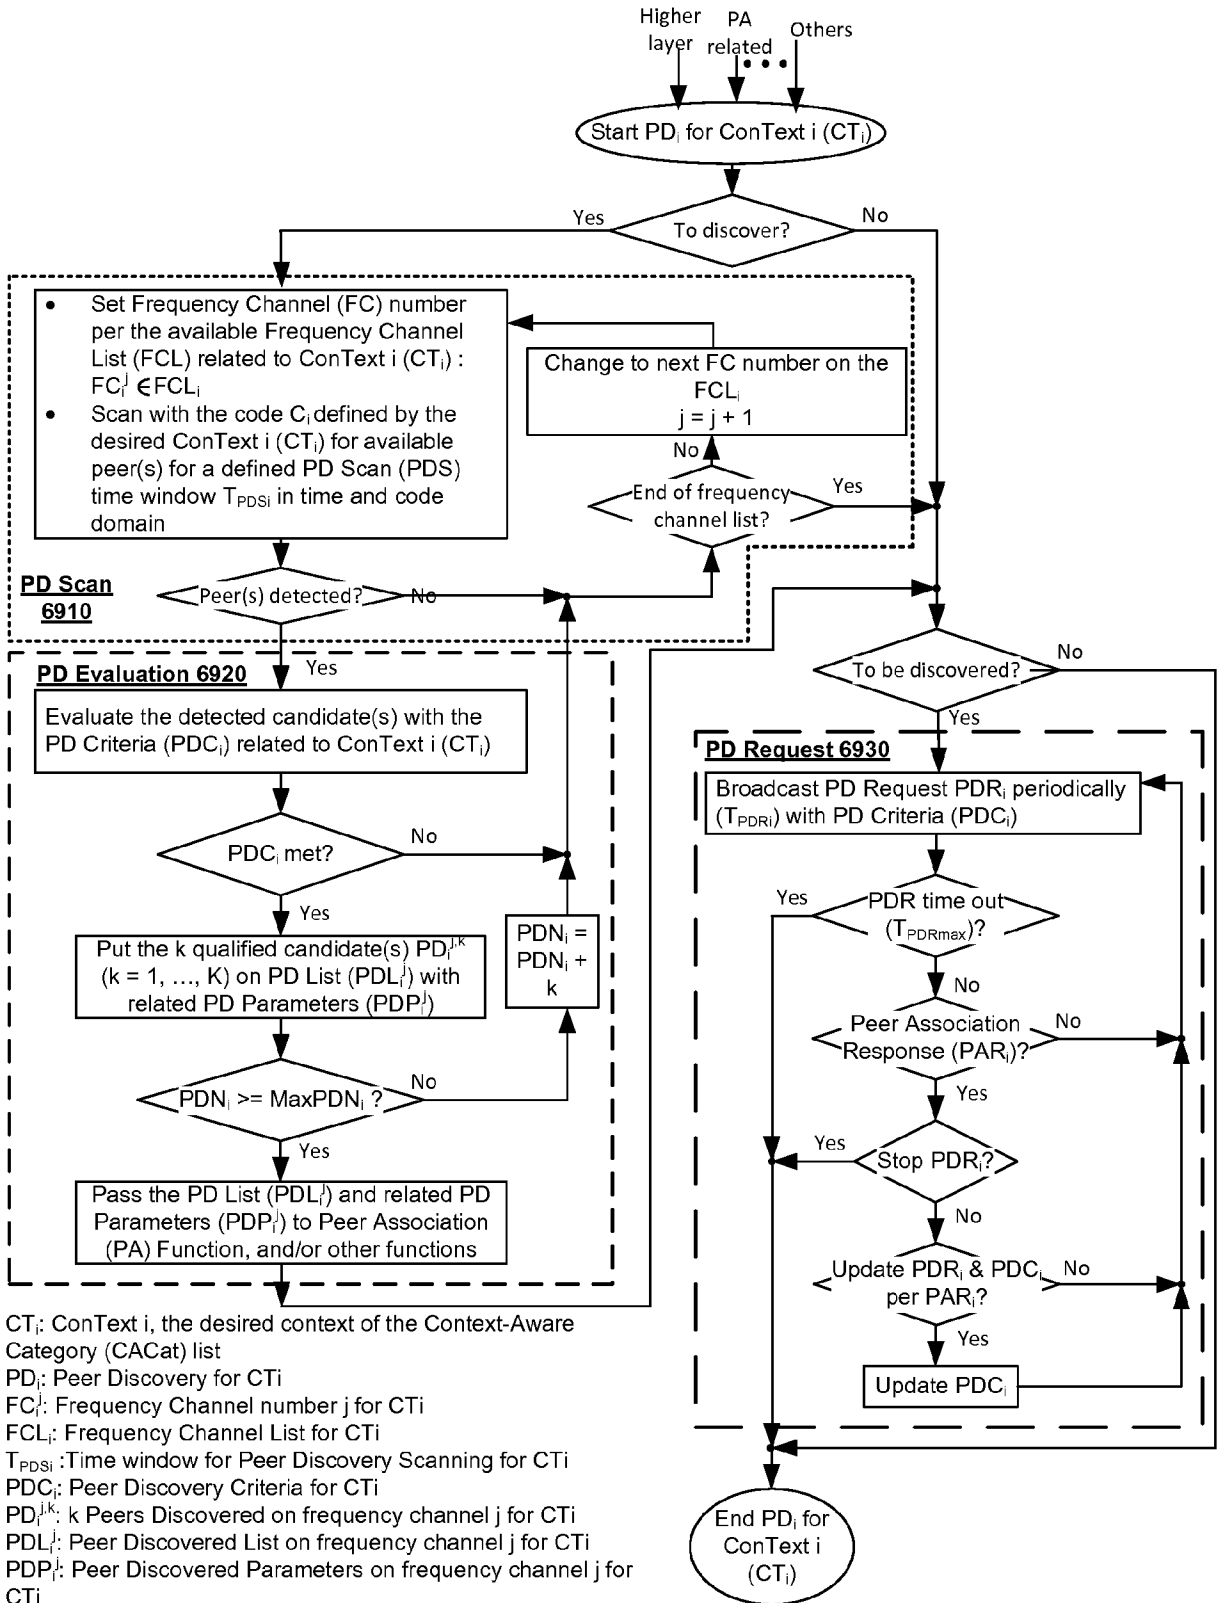 Higher
layer
PA
related
Others
Start PDᵢ for ConText i (CTᵢ)
To discover?
Yes
No
• Set Frequency Channel (FC) number
per the available Frequency Channel
List (FCL) related to ConText i (CTᵢ) :
FCᵢʲ ∈FCLᵢ
• Scan with the code Cᵢ defined by the
desired ConText i (CTᵢ) for available
peer(s) for a defined PD Scan (PDS)
time window T_PDSi in time and code
domain
Change to next FC number on the
FCLᵢ
j = j + 1
No
End of frequency
channel list?
Yes
PD Scan
6910
Peer(s) detected?
No
Yes
PD Evaluation 6920
Evaluate the detected candidate(s) with the
PD Criteria (PDCᵢ) related to ConText i (CTᵢ)
PDCᵢ met?
No
Yes
Put the k qualified candidate(s) PDᵢʲ·ᵏ
(k = 1, …, K) on PD List (PDLᵢʲ) with
related PD Parameters (PDPᵢʲ)
PDNᵢ =
PDNᵢ +
k
PDNᵢ >= MaxPDNᵢ ?
No
Yes
Pass the PD List (PDLᵢʲ) and related PD
Parameters (PDPᵢʲ) to Peer Association
(PA) Function, and/or other functions
To be discovered?
No
Yes
PD Request 6930
Broadcast PD Request PDRᵢ periodically
(T_PDRi) with PD Criteria (PDCᵢ)
Yes
PDR time out
(T_PDRmax)?
No
Peer Association
Response (PARᵢ)?
No
Yes
Yes
Stop PDRᵢ?
No
Update PDRᵢ & PDCᵢ
per PARᵢ?
No
Yes
Update PDCᵢ
End PDᵢ for
ConText i
(CTᵢ)
CTᵢ: ConText i, the desired context of the Context-Aware
Category (CACat) list
PDᵢ: Peer Discovery for CTi
FCᵢʲ: Frequency Channel number j for CTi
FCLᵢ: Frequency Channel List for CTi
T_PDSi :Time window for Peer Discovery Scanning for CTi
PDCᵢ: Peer Discovery Criteria for CTi
PDᵢʲ·ᵏ: k Peers Discovered on frequency channel j for CTi
PDLᵢʲ: Peer Discovered List on frequency channel j for CTi
PDPᵢʲ: Peer Discovered Parameters on frequency channel j for
CTi